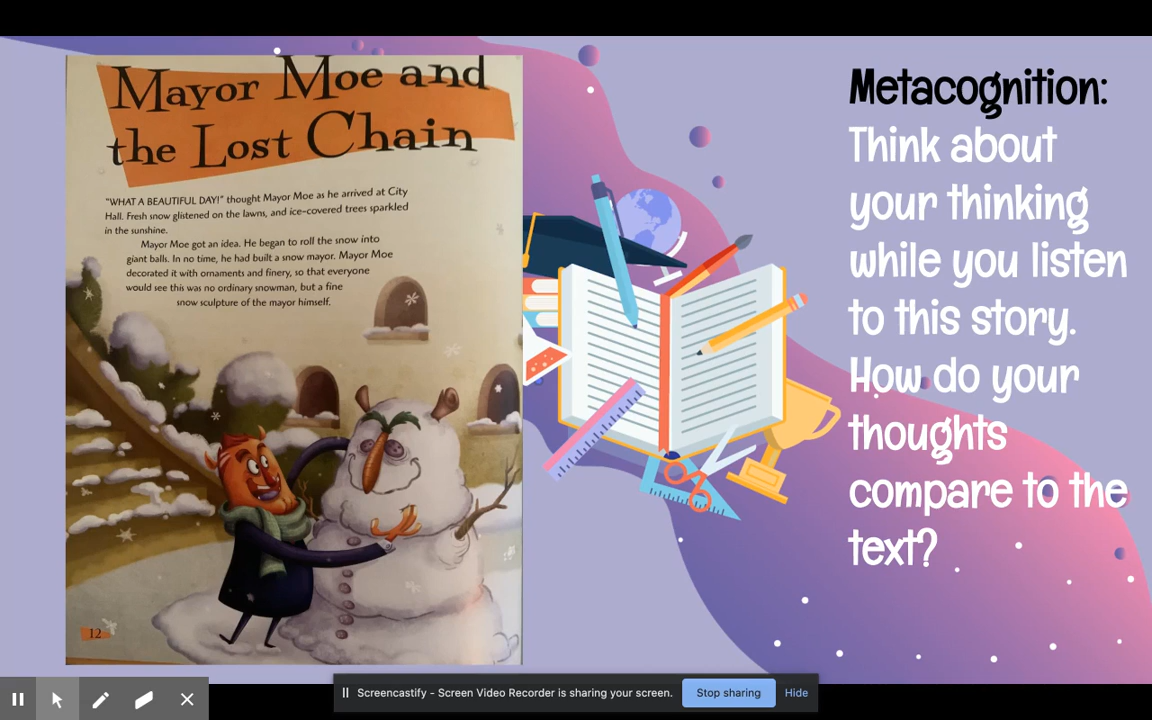 Mayor Moe and
the Lost Chain
"WHAT A BEAUTIFUL DAY!" thought Mayor Moe as he arrived at City
Hall. Fresh snow glistened on the lawns, and ice-covered trees sparkled
in the sunshine.
Mayor Moe got an idea. He began to roll the snow into
giant balls. In no time, he had built a snow mayor. Mayor Moe
decorated it with ornaments and finery, so that everyone
would see this was no ordinary snowman, but a fine
snow sculpture of the mayor himself.
12
Metacognition:
Think about
your thinking
while you listen
to this story.
How do your
thoughts
compare to the
text?
Screencastify - Screen Video Recorder is sharing your screen.
Stop sharing
Hide